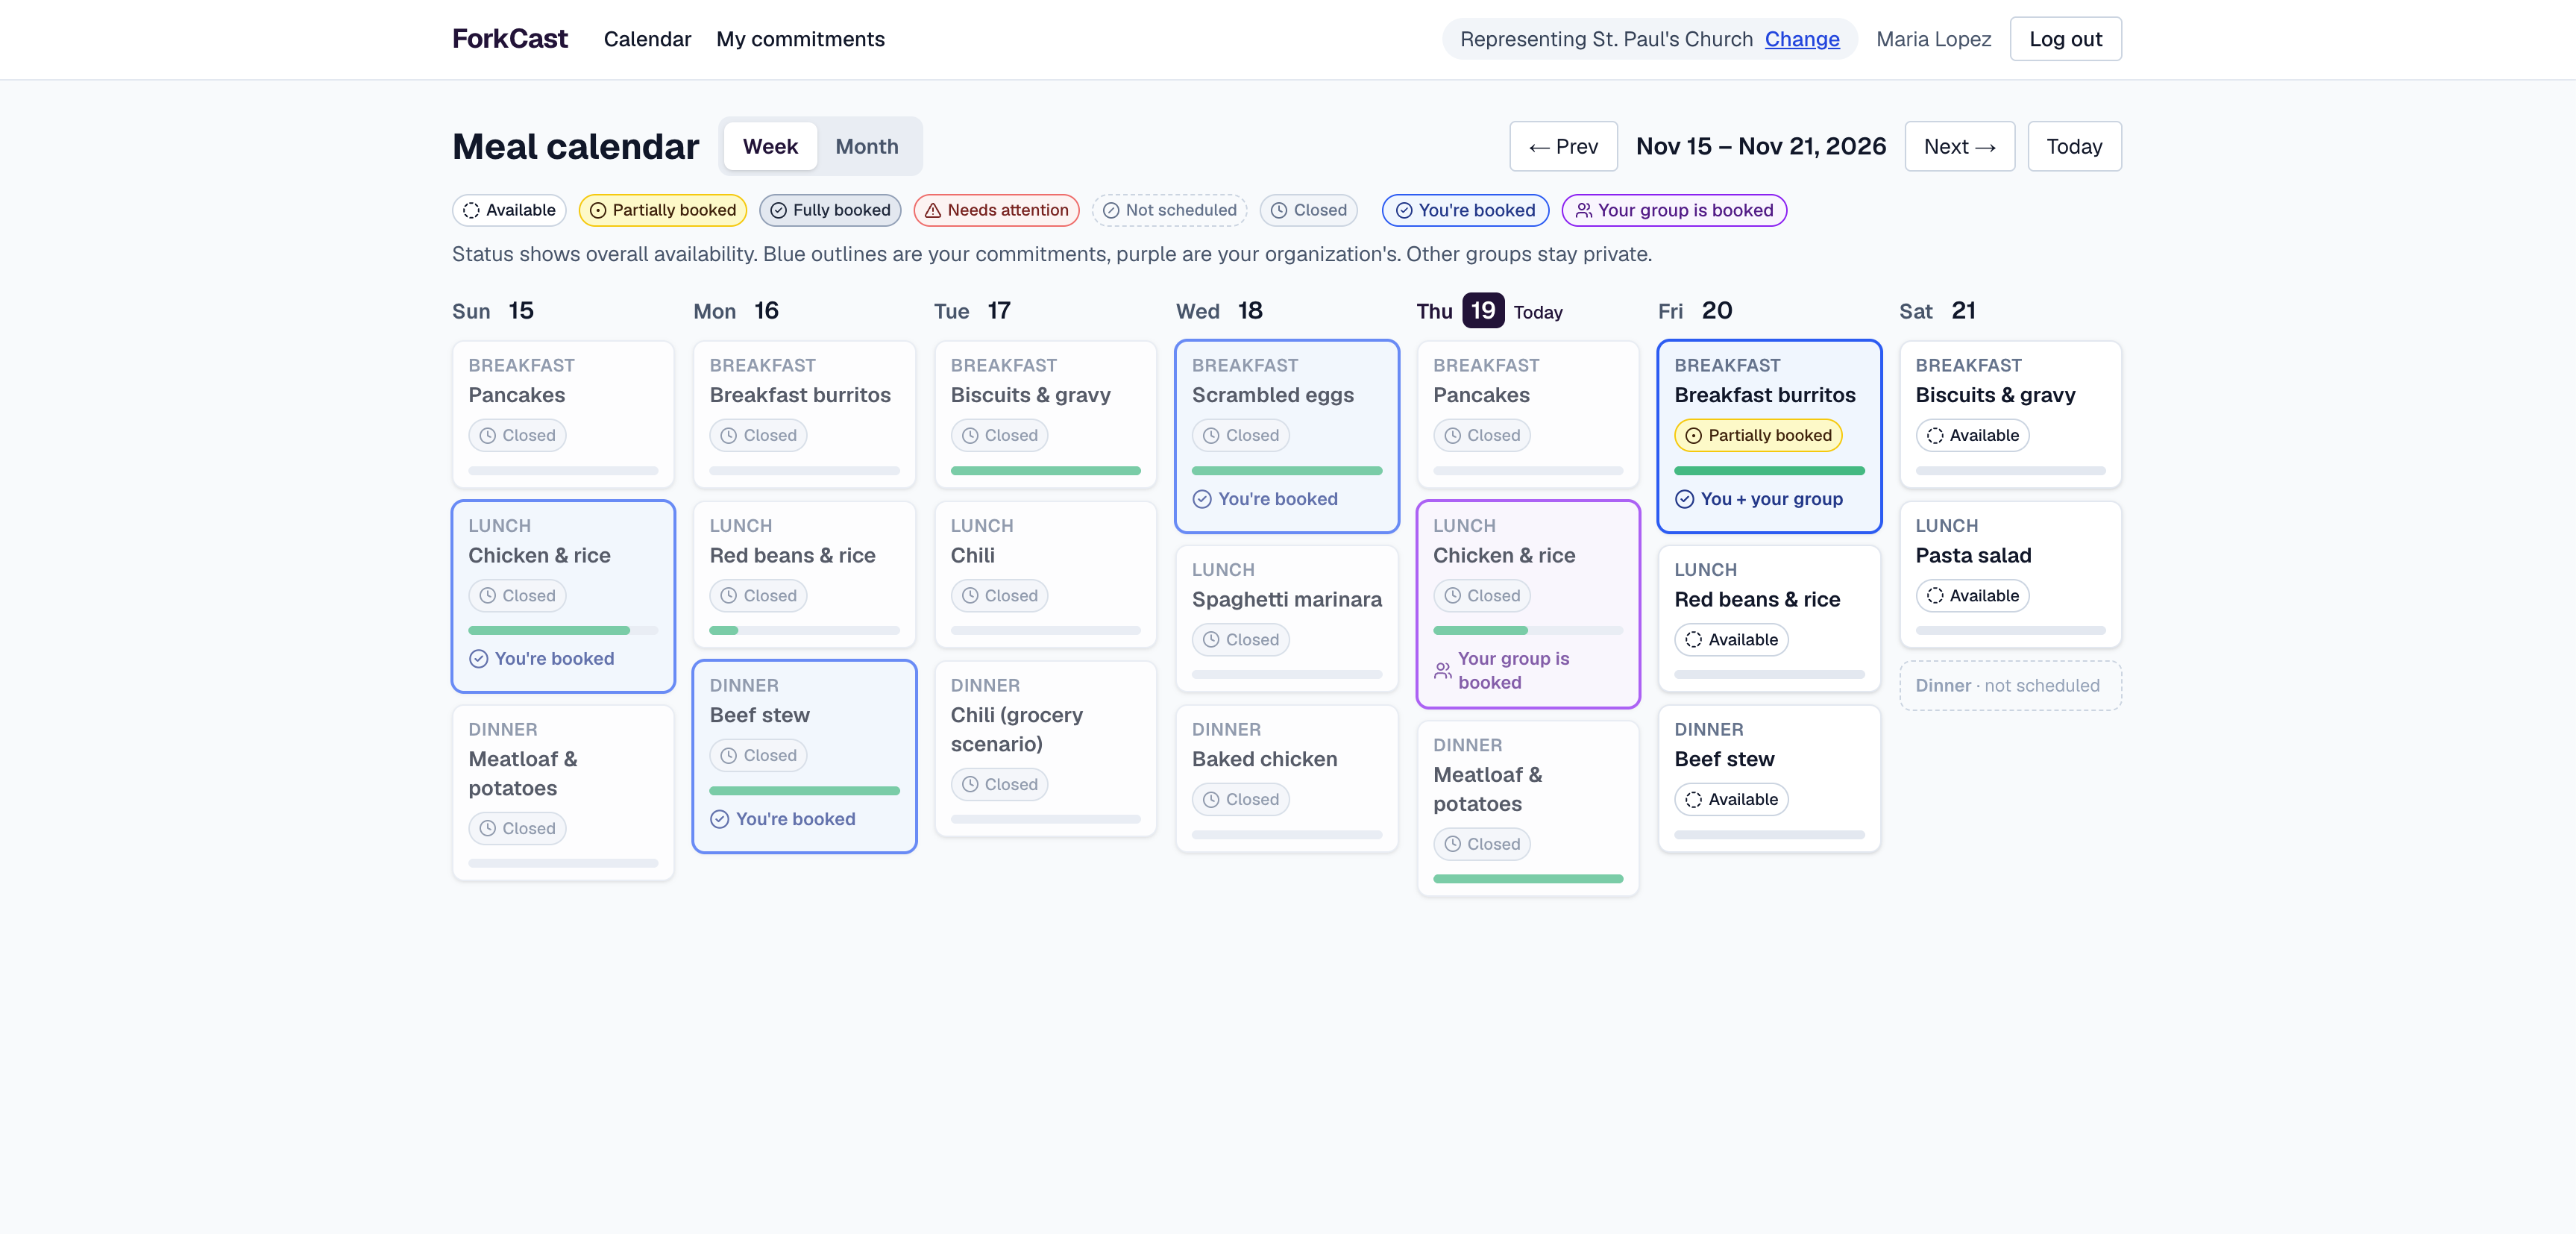 ForkCast Calendar My commitments Representing St. Paul's Church Change Maria Lopez Log out
Meal calendar Week Month ← Prev Nov 15 – Nov 21, 2026 Next → Today
Available Partially booked Fully booked Needs attention Not scheduled Closed You're booked Your group is booked
Status shows overall availability. Blue outlines are your commitments, purple are your organization's. Other groups stay private.
Sun 15
BREAKFAST
Pancakes
Closed
LUNCH
Chicken & rice
Closed
You're booked
DINNER
Meatloaf &
potatoes
Closed
Mon 16
BREAKFAST
Breakfast burritos
Closed
LUNCH
Red beans & rice
Closed
DINNER
Beef stew
Closed
You're booked
Tue 17
BREAKFAST
Biscuits & gravy
Closed
LUNCH
Chili
Closed
DINNER
Chili (grocery
scenario)
Closed
Wed 18
BREAKFAST
Scrambled eggs
Closed
You're booked
LUNCH
Spaghetti marinara
Closed
DINNER
Baked chicken
Closed
Thu 19 Today
BREAKFAST
Pancakes
Closed
LUNCH
Chicken & rice
Closed
Your group is
booked
DINNER
Meatloaf &
potatoes
Closed
Fri 20
BREAKFAST
Breakfast burritos
Partially booked
You + your group
LUNCH
Red beans & rice
Available
DINNER
Beef stew
Available
Sat 21
BREAKFAST
Biscuits & gravy
Available
LUNCH
Pasta salad
Available
Dinner · not scheduled